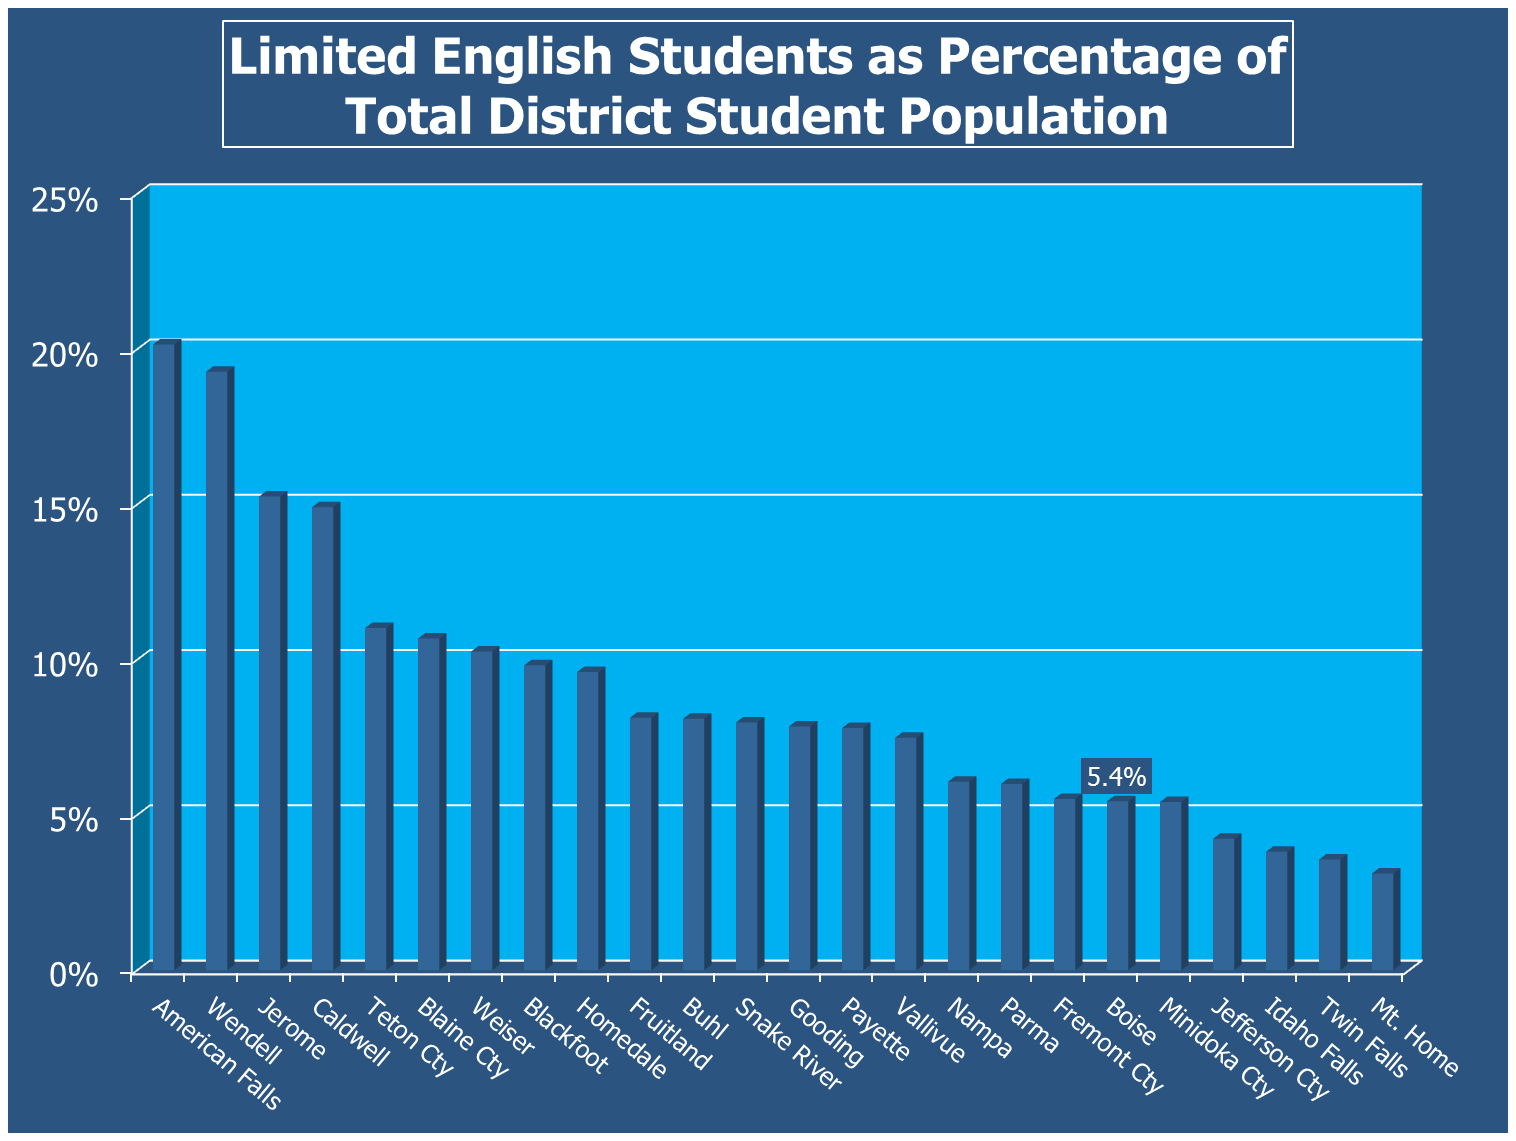 Limited English Students as Percentage of
Total District Student Population
25%
20%
15%
10%
5%
0%
5.4%
American Falls
Wendell
Jerome
Caldwell
Teton Cty
Blaine Cty
Weiser
Blackfoot
Homedale
Fruitland
Buhl
Snake River
Gooding
Payette
Vallivue
Nampa
Parma
Fremont Cty
Boise
Minidoka Cty
Jefferson Cty
Idaho Falls
Twin Falls
Mt. Home